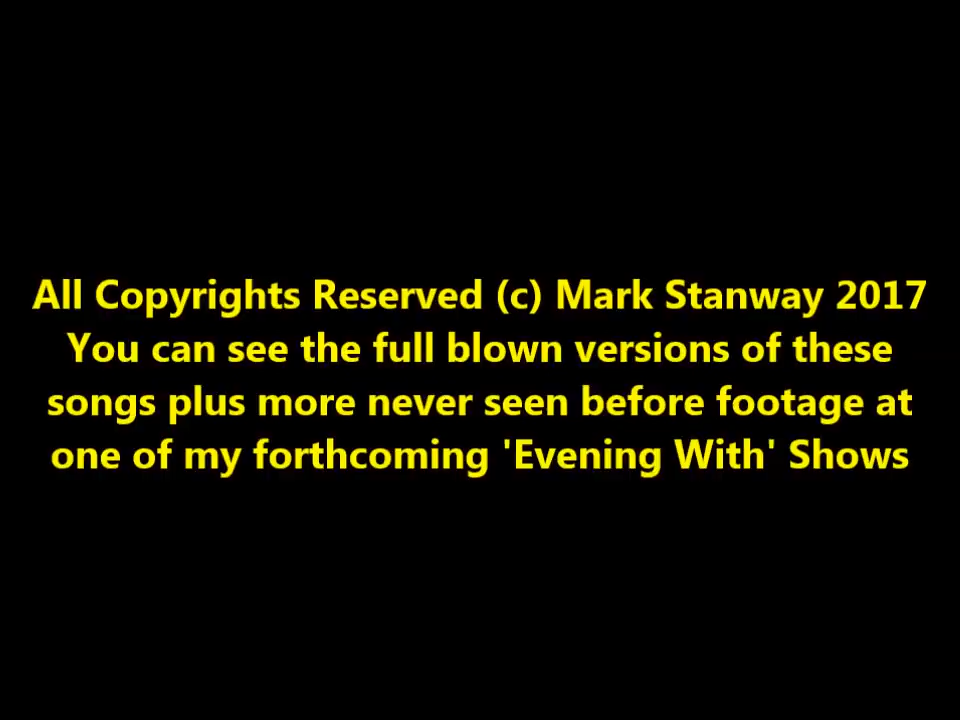 All Copyrights Reserved (c) Mark Stanway 2017
You can see the full blown versions of these
songs plus more never seen before footage at
one of my forthcoming 'Evening With' Shows